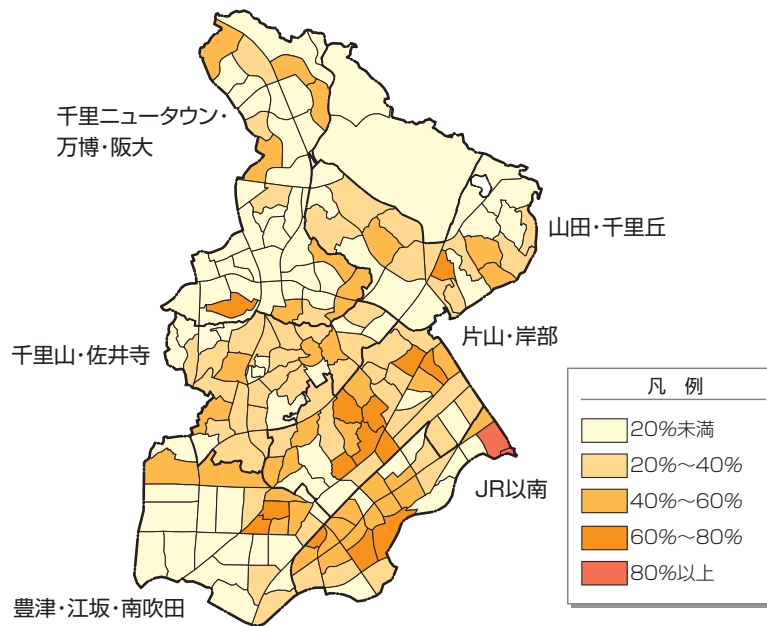 千里ニュータウン・
万博・阪大
山田・千里丘
片山・岸部
千里山・佐井寺
凡 例
20%未満
20%～40%
40%～60%
60%～80%
80%以上
JR以南
豊津・江坂・南吹田